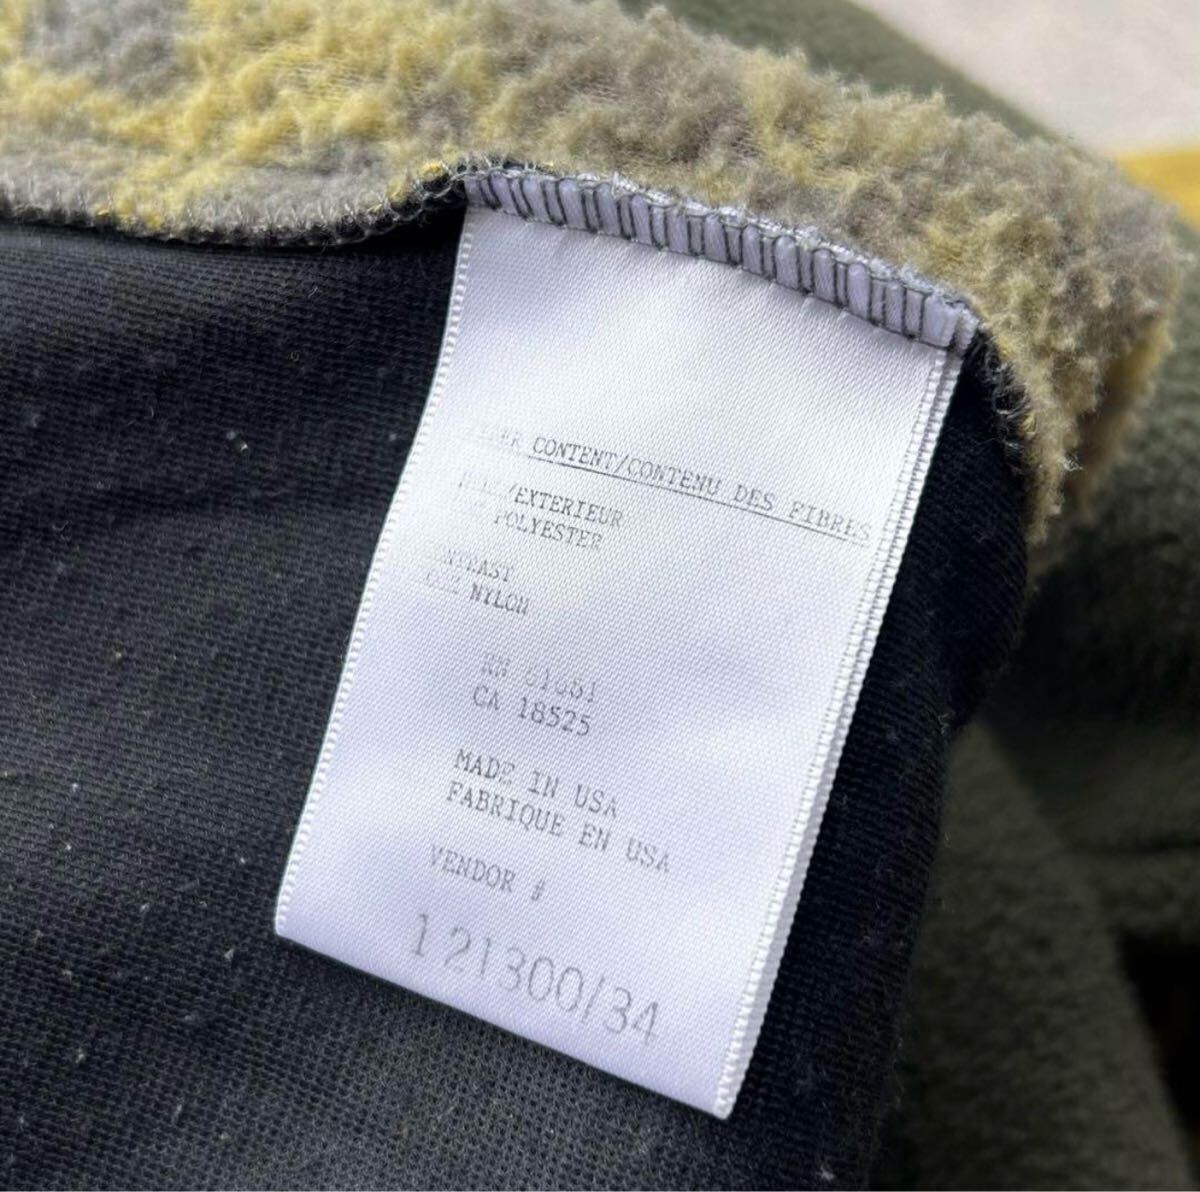 CONTENT/CONTENU DES FIBRES
/EXTERIEUR
POLYESTER
NYLON
CA 18525
MADE IN USA
FABRIQUE EN USA
VENDOR #
121300/34